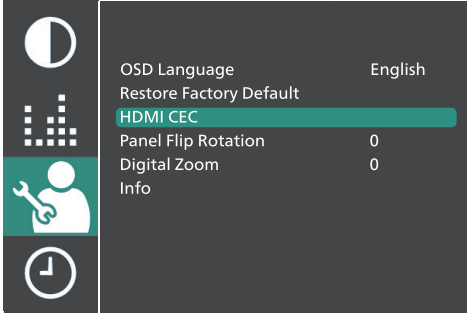 OSD Language English
Restore Factory Default
HDMI CEC
Panel Flip Rotation 0
Digital Zoom 0
Info